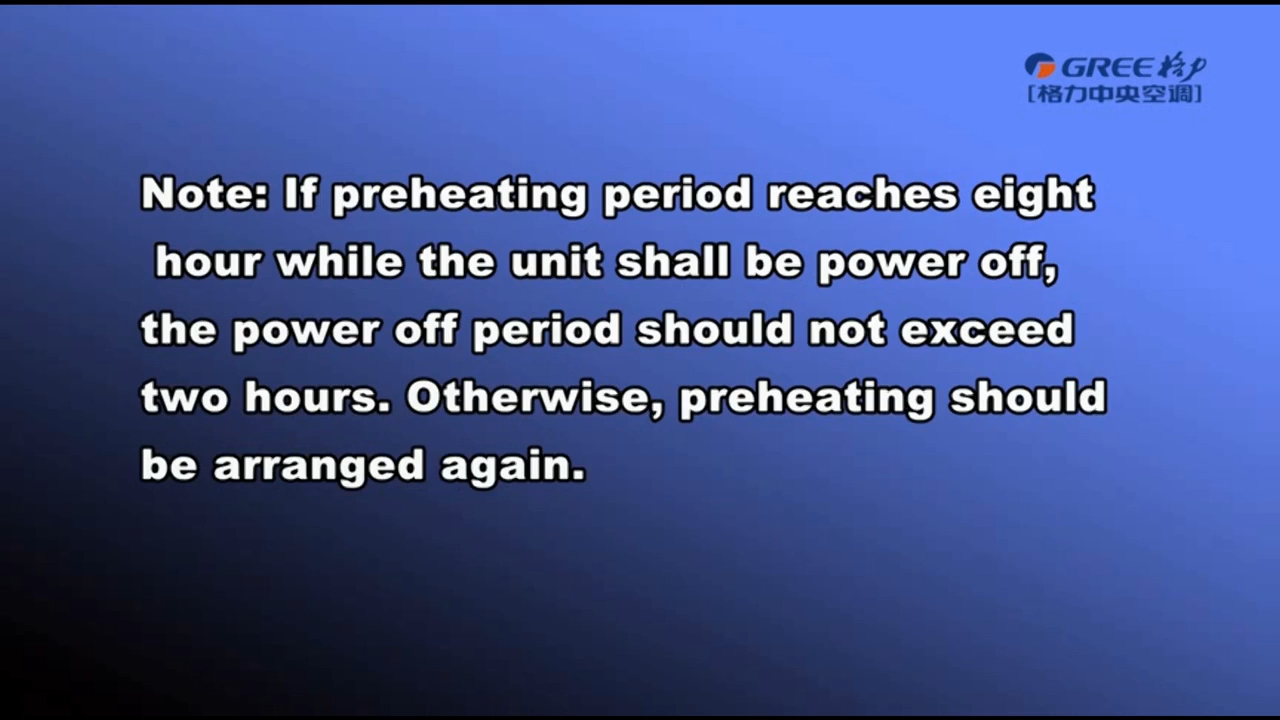 GREE 格力
[格力中央空调]
Note: If preheating period reaches eight
hour while the unit shall be power off,
the power off period should not exceed
two hours. Otherwise, preheating should
be arranged again.